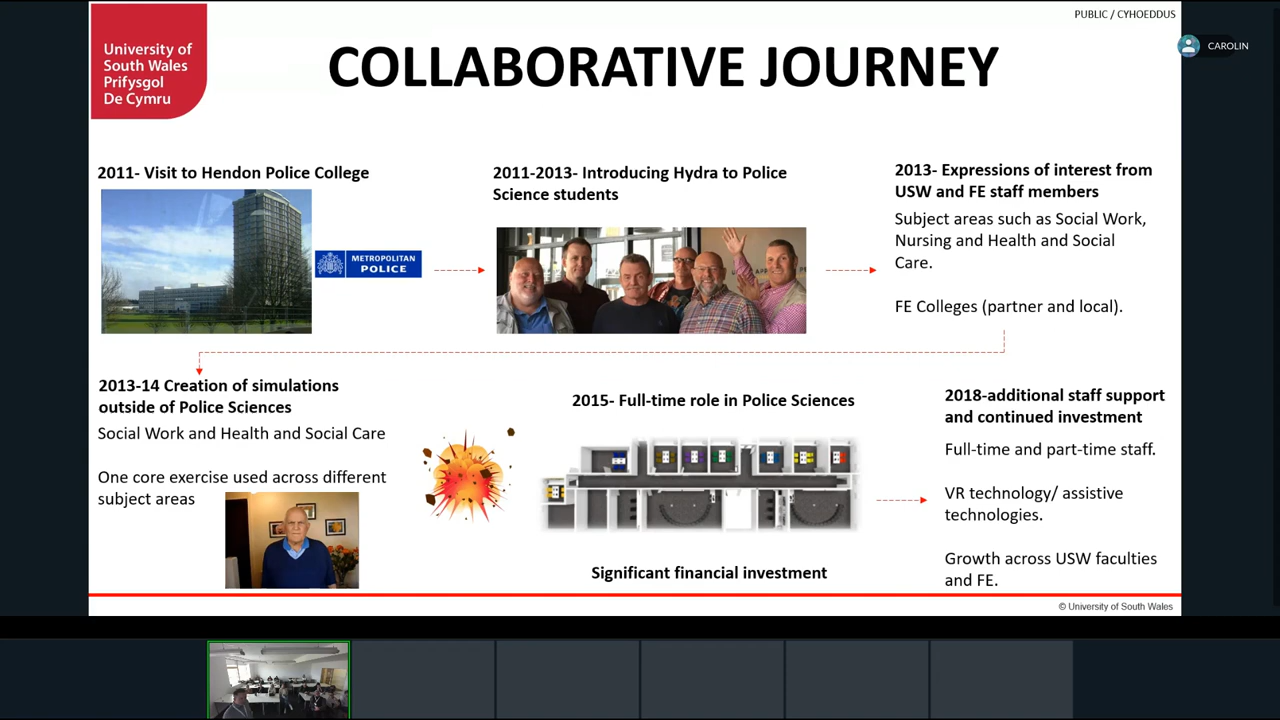 PUBLIC / CYHOEDDUS
CAROLIN
University of
South Wales
Prifysgol
De Cymru
COLLABORATIVE JOURNEY
2011- Visit to Hendon Police College
METROPOLITAN
POLICE
2011-2013- Introducing Hydra to Police
Science students
2013- Expressions of interest from
USW and FE staff members
Subject areas such as Social Work,
Nursing and Health and Social
Care.
FE Colleges (partner and local).
2013-14 Creation of simulations
outside of Police Sciences
Social Work and Health and Social Care
One core exercise used across different
subject areas
2015- Full-time role in Police Sciences
Significant financial investment
2018-additional staff support
and continued investment
Full-time and part-time staff.
VR technology/ assistive
technologies.
Growth across USW faculties
and FE.
© University of South Wales